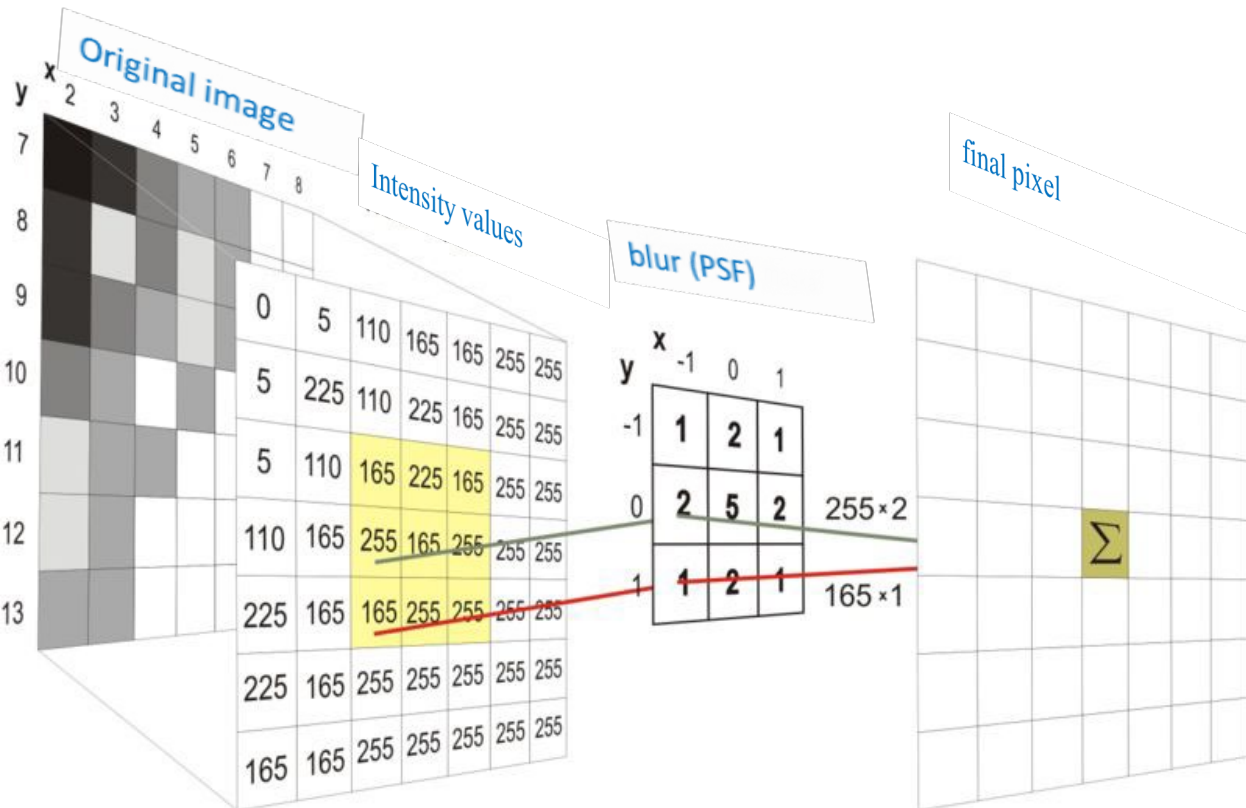 Original image
x
y
2 3 4 5 6 7 8
7
8
9
10
11
12
13
Intensity values
0 5 110 165 165 255 255
5 225 110 225 165 255 255
5 110 165 225 165 255 255
110 165 255 165 255 255 255
225 165 165 255 255 255 255
225 165 255 255 255 255 255
165 165 255 255 255 255 255
blur (PSF)
x
y
-1 0 1
-1 1 2 1
0 2 5 2
1 1 2 1
255×2
165×1
final pixel
Σ